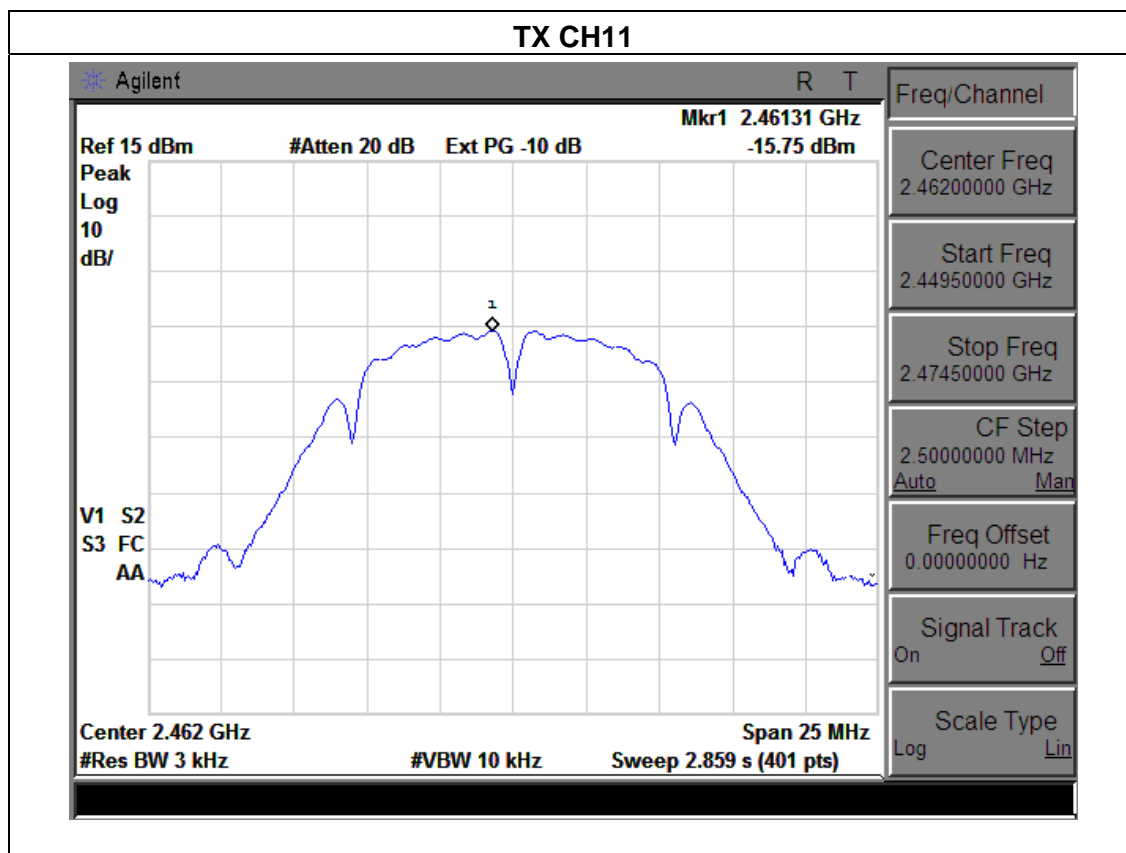 TX CH11
Agilent R T
Mkr1 2.46131 GHz
Ref 15 dBm #Atten 20 dB Ext PG -10 dB -15.75 dBm
Peak
Log
10
dB/
1
V1 S2
S3 FC
AA
Center 2.462 GHz Span 25 MHz
#Res BW 3 kHz #VBW 10 kHz Sweep 2.859 s (401 pts)
Freq/Channel
Center Freq
2.46200000 GHz
Start Freq
2.44950000 GHz
Stop Freq
2.47450000 GHz
CF Step
2.50000000 MHz
Auto Man
Freq Offset
0.00000000 Hz
Signal Track
On Off
Scale Type
Log Lin